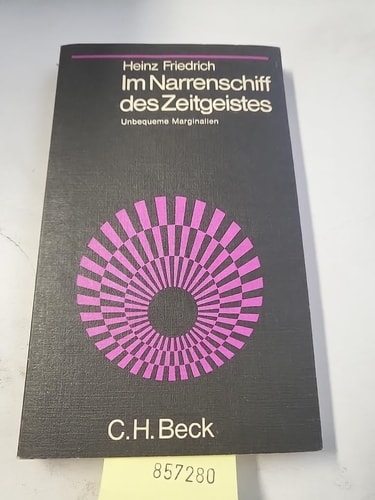 Heinz Friedrich
Im Narrenschiff
des Zeitgeistes
Unbequeme Marginalien
C.H.Beck
857280